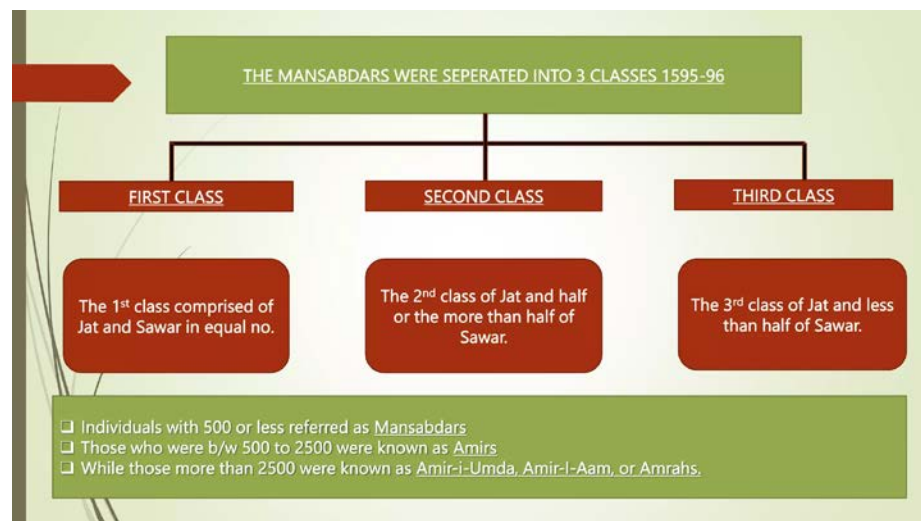 THE MANSABDARS WERE SEPERATED INTO 3 CLASSES 1595-96
FIRST CLASS
SECOND CLASS
THIRD CLASS
The 1st class comprised of
Jat and Sawar in equal no.
The 2nd class of Jat and half
or the more than half of
Sawar.
The 3rd class of Jat and less
than half of Sawar.
❑ Individuals with 500 or less referred as Mansabdars
❑ Those who were b/w 500 to 2500 were known as Amirs
❑ While those more than 2500 were known as Amir-i-Umda, Amir-I-Aam, or Amrahs.